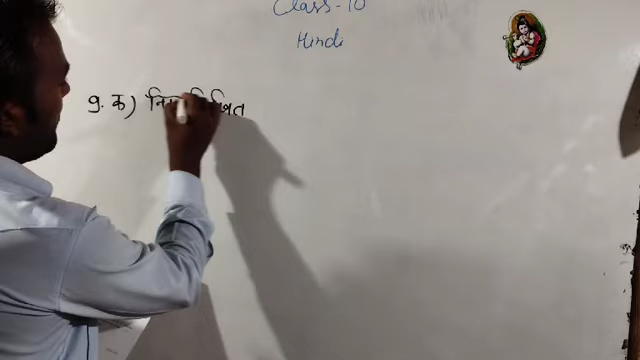 Class-10
Hindi
9. क)